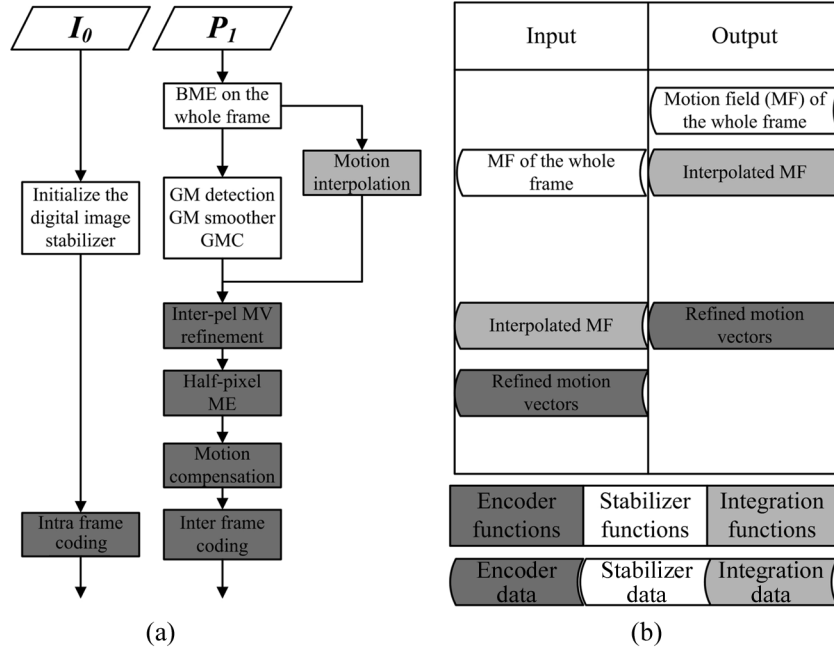 I0
P1
BME on the
whole frame
Motion
interpolation
Initialize the
digital image
stabilizer
GM detection
GM smoother
GMC
Inter-pel MV
refinement
Half-pixel
ME
Motion
compensation
Intra frame
coding
Inter frame
coding
(a)
Input
Output
Motion field (MF) of
the whole frame
MF of the whole
frame
Interpolated MF
Interpolated MF
Refined motion
vectors
Refined motion
vectors
Encoder
functions
Stabilizer
functions
Integration
functions
Encoder
data
Stabilizer
data
Integration
data
(b)